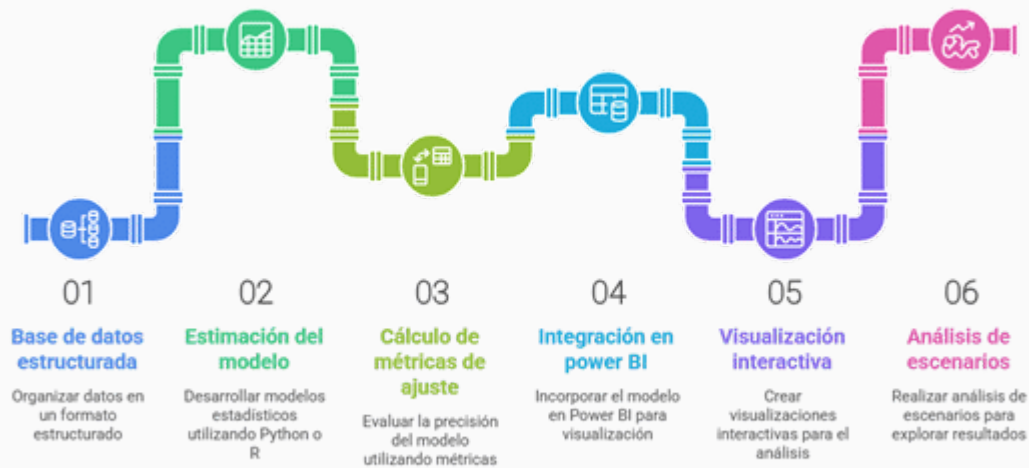 01
Base de datos
estructurada
Organizar datos en
un formato
estructurado
02
Estimación del
modelo
Desarrollar modelos
estadísticos
utilizando Python o
R
03
Cálculo de
métricas de
ajuste
Evaluar la precisión
del modelo
utilizando métricas
04
Integración en
power BI
Incorporar el modelo
en Power BI para
visualización
05
Visualización
interactiva
Crear
visualizaciones
interactivas para el
análisis
06
Análisis de
escenarios
Realizar análisis de
escenarios para
explorar resultados